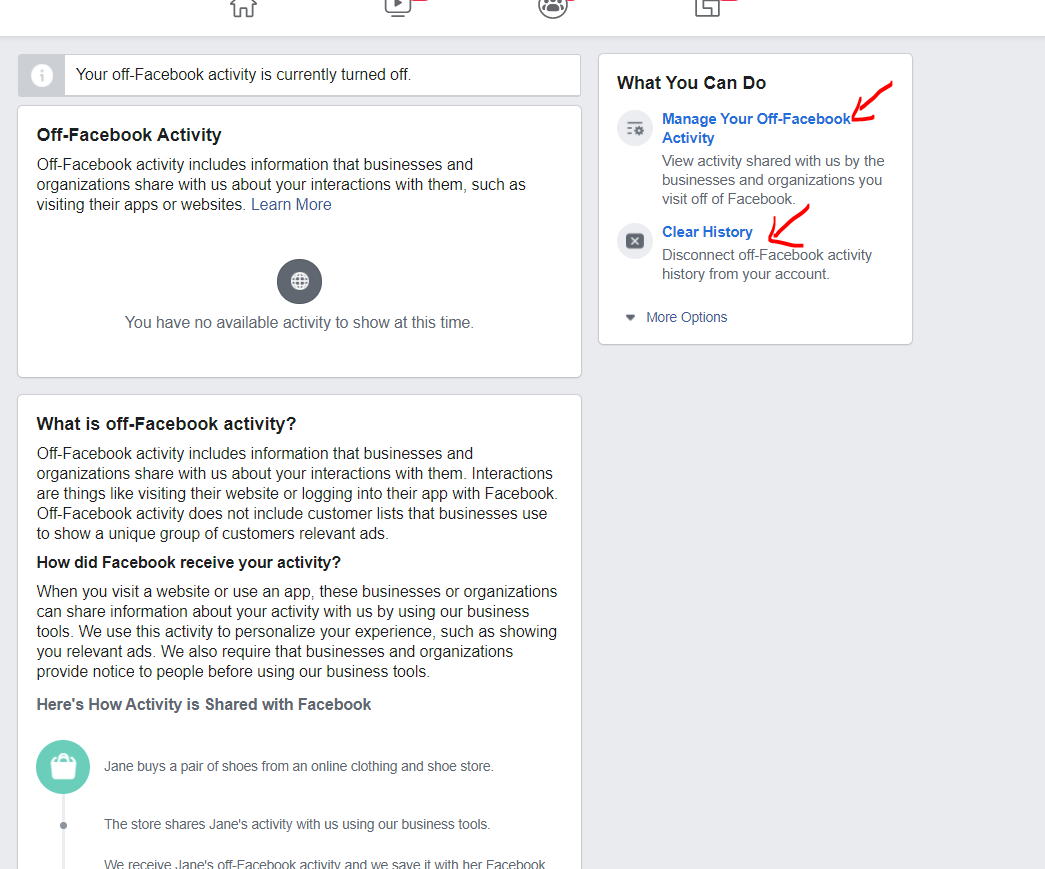 Your off-Facebook activity is currently turned off.
Off-Facebook Activity
Off-Facebook activity includes information that businesses and
organizations share with us about your interactions with them, such as
visiting their apps or websites. Learn More
You have no available activity to show at this time.
What is off-Facebook activity?
Off-Facebook activity includes information that businesses and
organizations share with us about your interactions with them. Interactions
are things like visiting their website or logging into their app with Facebook.
Off-Facebook activity does not include customer lists that businesses use
to show a unique group of customers relevant ads.
How did Facebook receive your activity?
When you visit a website or use an app, these businesses or organizations
can share information about your activity with us by using our business
tools. We use this activity to personalize your experience, such as showing
you relevant ads. We also require that businesses and organizations
provide notice to people before using our business tools.
Here's How Activity is Shared with Facebook
Jane buys a pair of shoes from an online clothing and shoe store.
The store shares Jane's activity with us using our business tools.
We receive Jane's off-Facebook activity and we save it with her Facebook
What You Can Do
Manage Your Off-Facebook
Activity
View activity shared with us by the
businesses and organizations you
visit off of Facebook.
Clear History
Disconnect off-Facebook activity
history from your account.
More Options